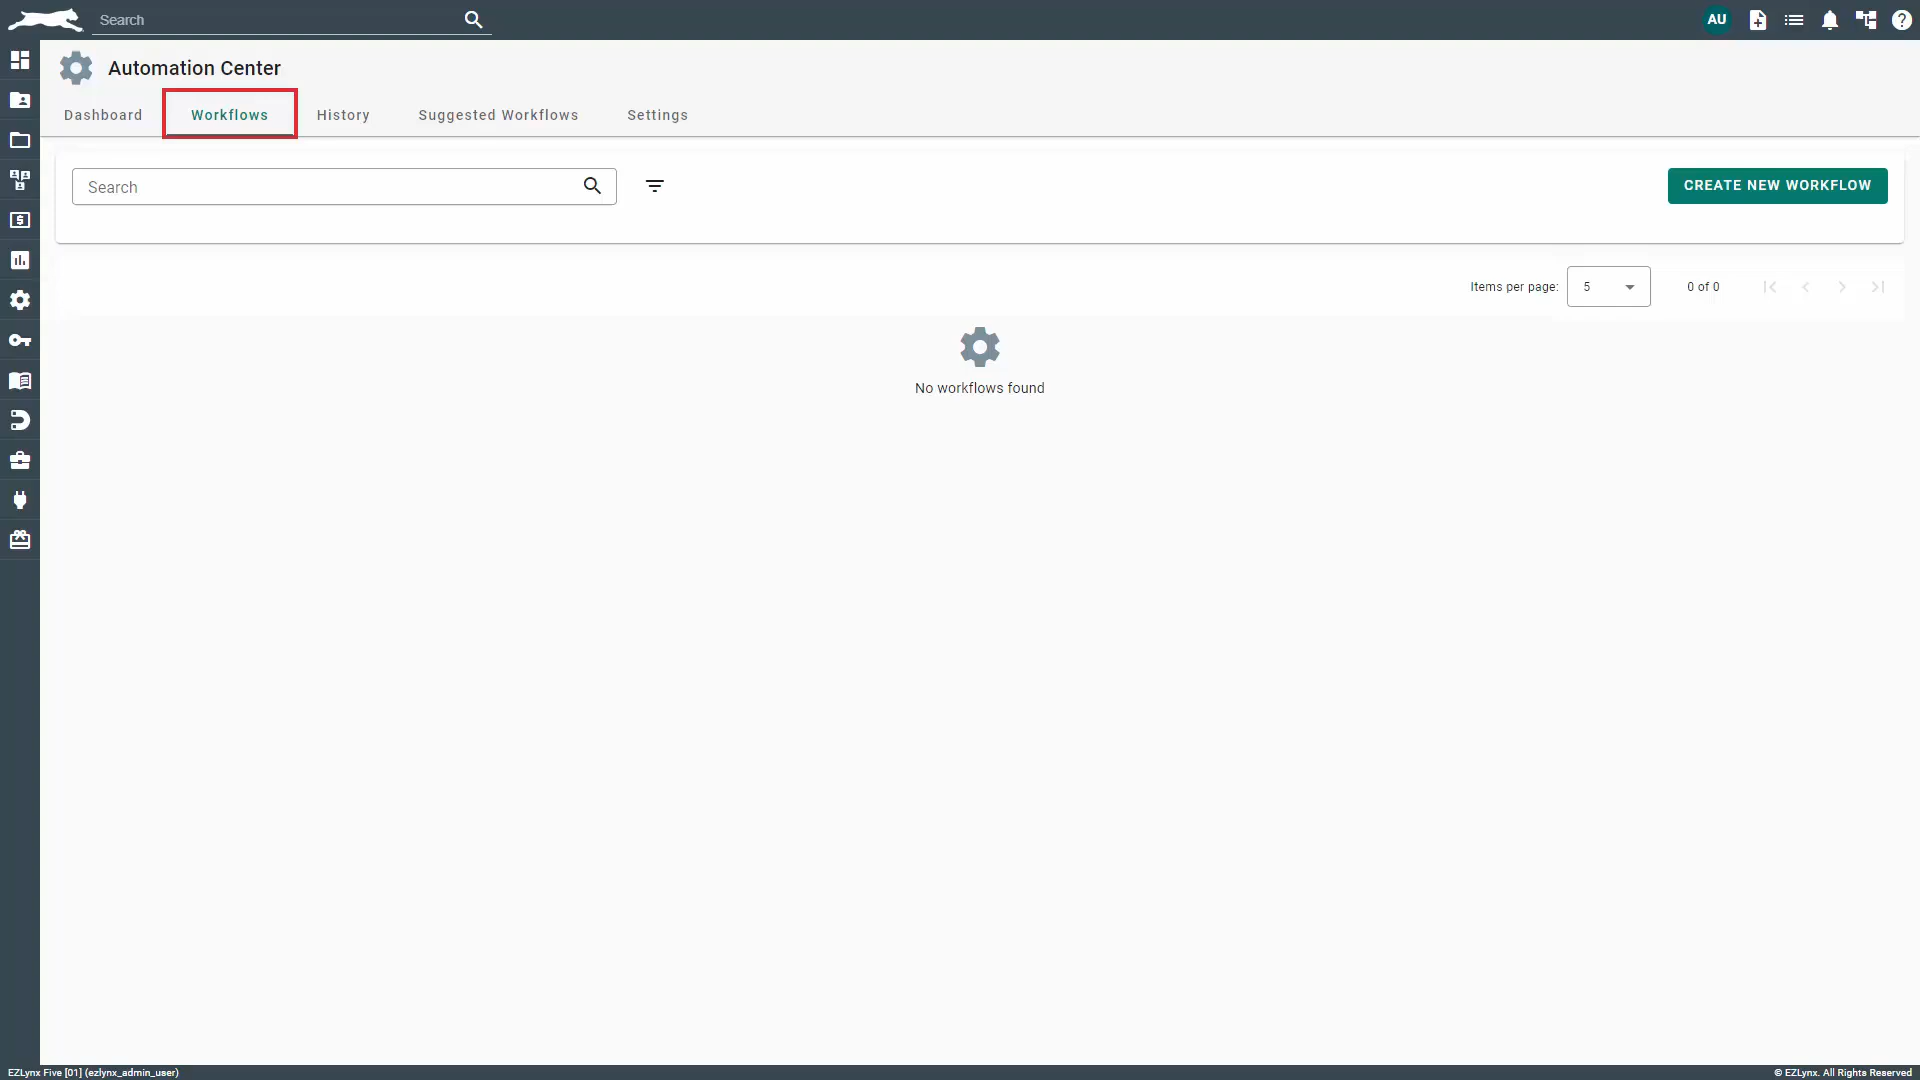 Search
AU
Automation Center
Dashboard
Workflows
History
Suggested Workflows
Settings
Search
CREATE NEW WORKFLOW
Items per page:
5
0 of 0
No workflows found
EZLynx Five [01] (ezlynx_admin_user)
© EZLynx. All Rights Reserved